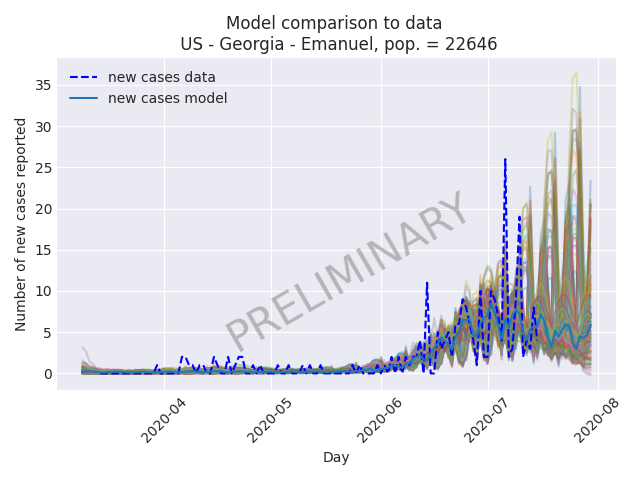 Model comparison to data
US - Georgia - Emanuel, pop. = 22646
new cases data
new cases model
Number of new cases reported
35
30
25
20
15
10
5
0
PRELIMINARY
2020-04
2020-05
2020-06
2020-07
2020-08
Day